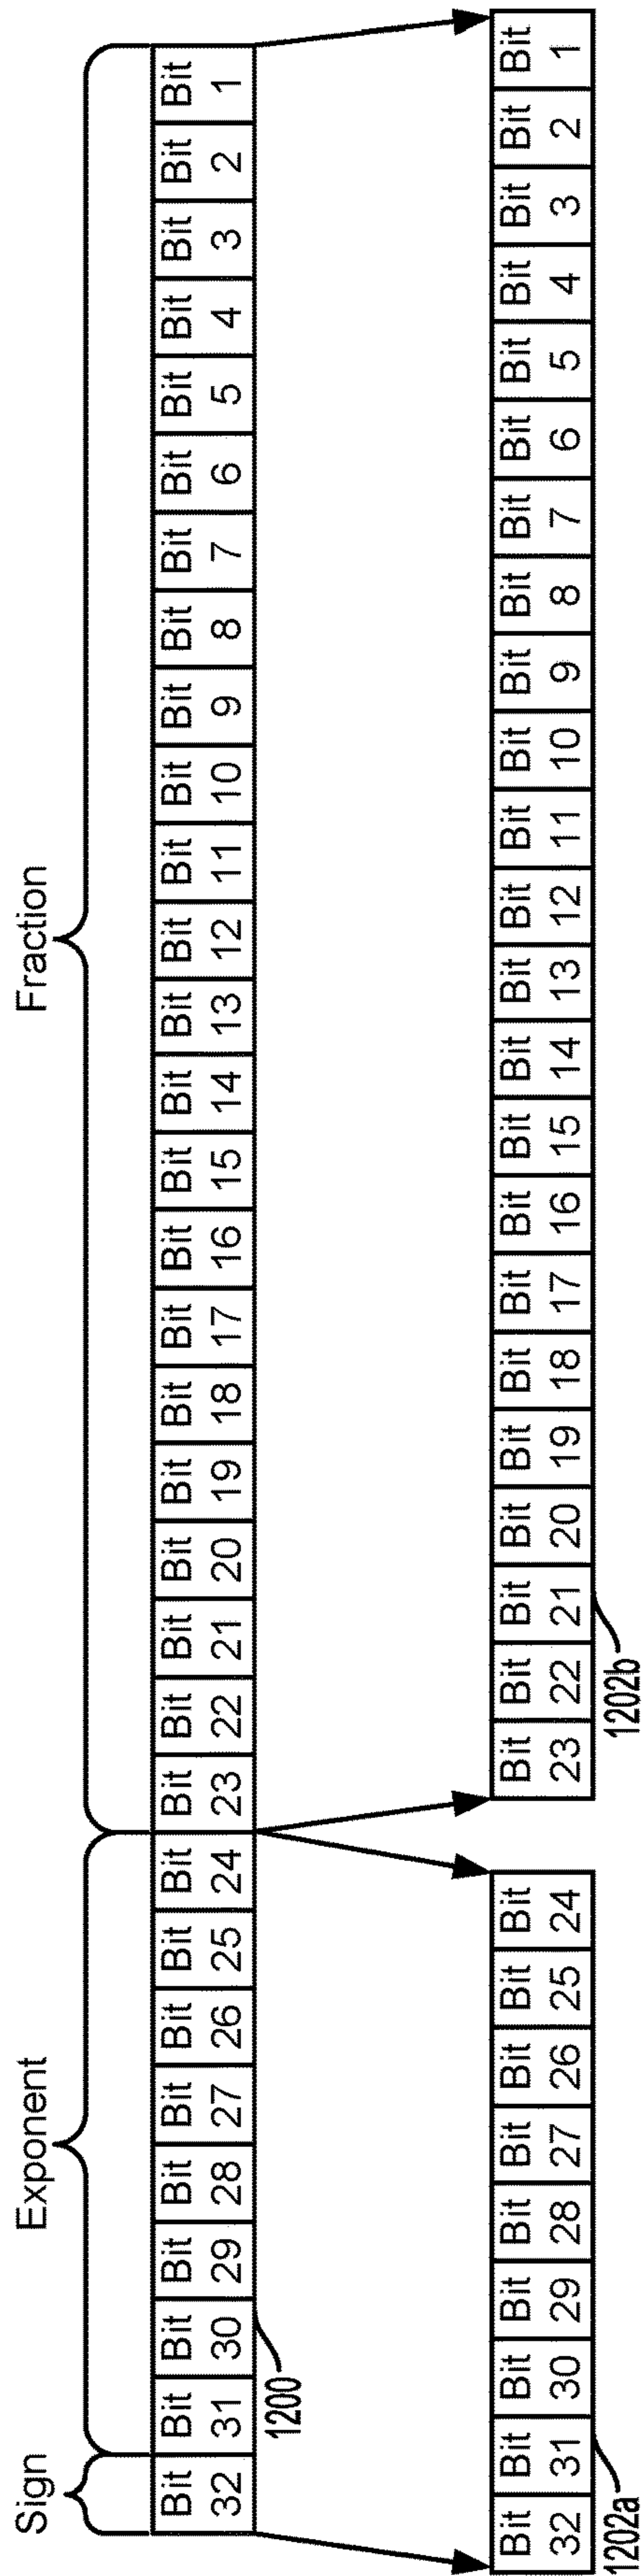 Sign Exponent Fraction
Bit 32 Bit 31 Bit 30 Bit 29 Bit 28 Bit 27 Bit 26 Bit 25 Bit 24 Bit 23 Bit 22 Bit 21 Bit 20 Bit 19 Bit 18 Bit 17 Bit 16 Bit 15 Bit 14 Bit 13 Bit 12 Bit 11 Bit 10 Bit 9 Bit 8 Bit 7 Bit 6 Bit 5 Bit 4 Bit 3 Bit 2 Bit 1
1200
Bit 32 Bit 31 Bit 30 Bit 29 Bit 28 Bit 27 Bit 26 Bit 25 Bit 24
1202a
Bit 23 Bit 22 Bit 21 Bit 20 Bit 19 Bit 18 Bit 17 Bit 16 Bit 15 Bit 14 Bit 13 Bit 12 Bit 11 Bit 10 Bit 9 Bit 8 Bit 7 Bit 6 Bit 5 Bit 4 Bit 3 Bit 2 Bit 1
1202b